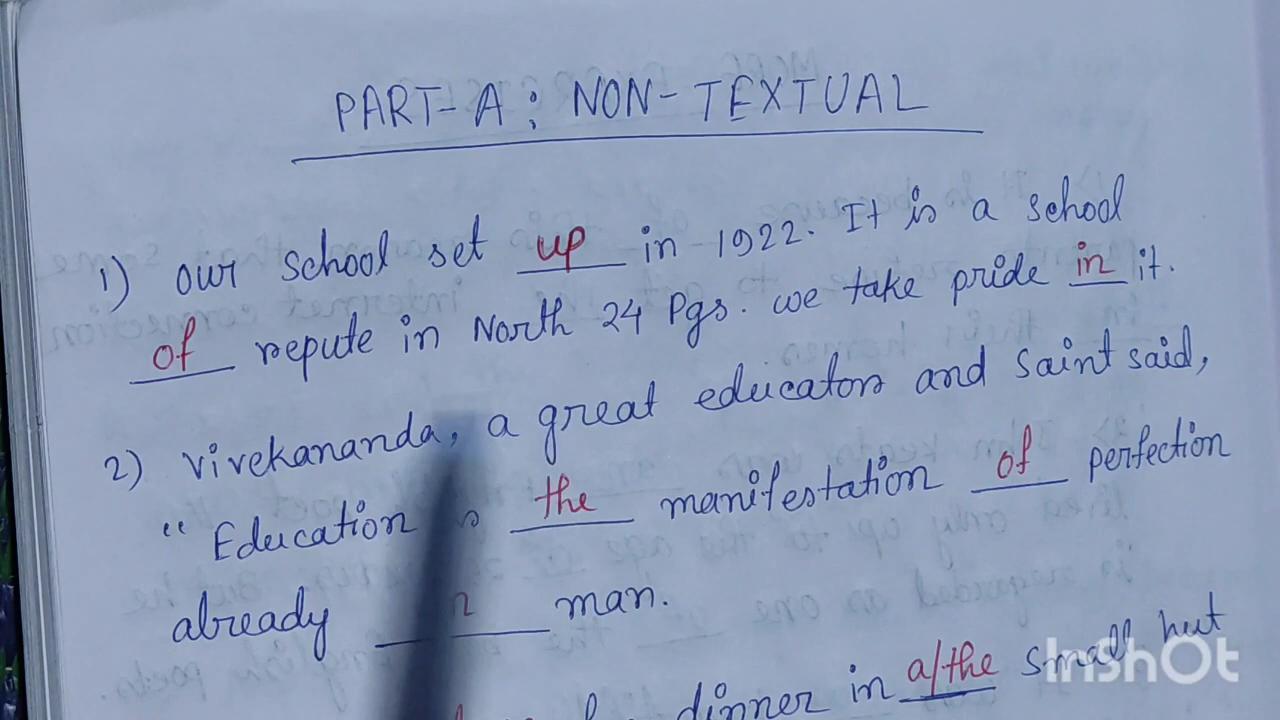 PART-A: NON-TEXTUAL
1) our school set up in 1922. It is a school
of repute in North 24 Pgs. we take pride in it.
2) Vivekananda, a great educator and saint said,
"Education the manifestation of perfection
already man.
dinner in a/the small hut
InShOt